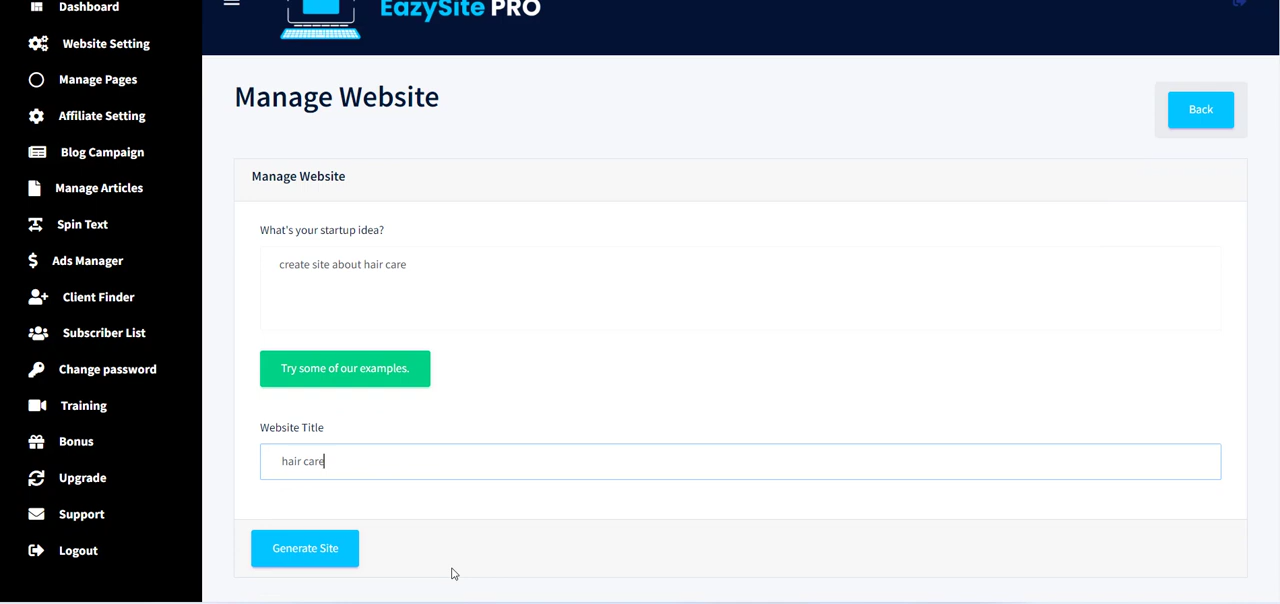 Dashboard
Website Setting
Manage Pages
Affiliate Setting
Blog Campaign
Manage Articles
Spin Text
Ads Manager
Client Finder
Subscriber List
Change password
Training
Bonus
Upgrade
Support
Logout
EazySite PRO
Manage Website
Back
Manage Website
What's your startup idea?
create site about hair care
Try some of our examples.
Website Title
hair care
Generate Site